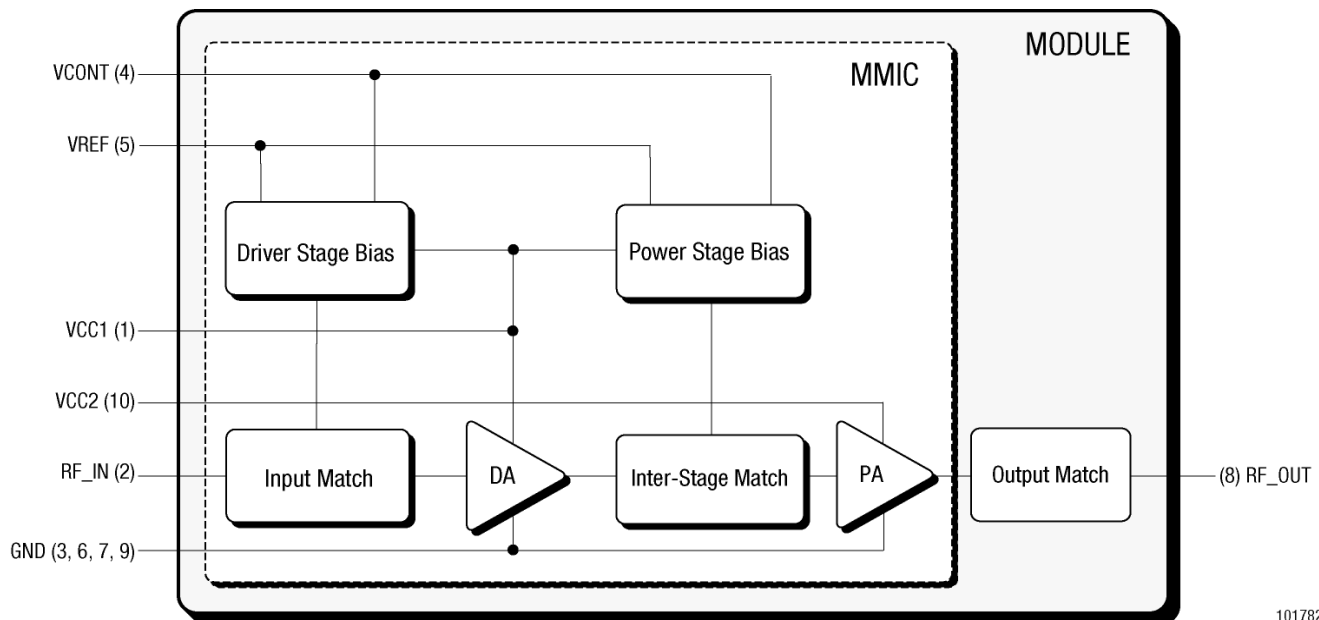 MODULE
MMIC
VCONT (4)
VREF (5)
Driver Stage Bias
Power Stage Bias
VCC1 (1)
VCC2 (10)
RF_IN (2)
Input Match
DA
Inter-Stage Match
PA
Output Match
(8) RF_OUT
GND (3, 6, 7, 9)
101782